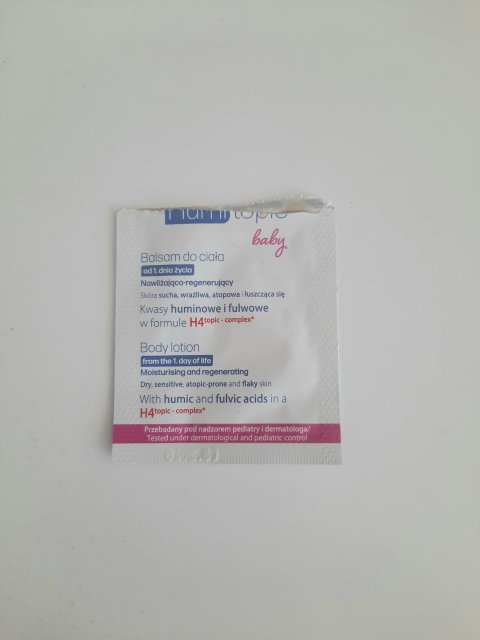 Humitopic
baby
Balsam do ciała
od 1. dnia życia
Nawilżająco-regenerujący
Skóra sucha, wrażliwa, atopowa i łuszcząca się
Kwasy huminowe i fulwowe
w formule H4topic - complex*
Body lotion
from the 1. day of life
Moisturising and regenerating
Dry, sensitive, atopic-prone and flaky skin
With humic and fulvic acids in a
H4topic - complex*
Przebadany pod nadzorem pediatry i dermatologa/
Tested under dermatological and pediatric control